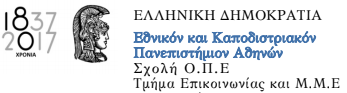 1837
2017
ΧΡΟΝΙΑ
ΕΛΛΗΝΙΚΗ ΔΗΜΟΚΡΑΤΙΑ
Εθνικόν και Καποδιστριακόν
Πανεπιστήμιον Αθηνών
Σχολή Ο.Π.Ε
Τμήμα Επικοινωνίας και Μ.Μ.Ε